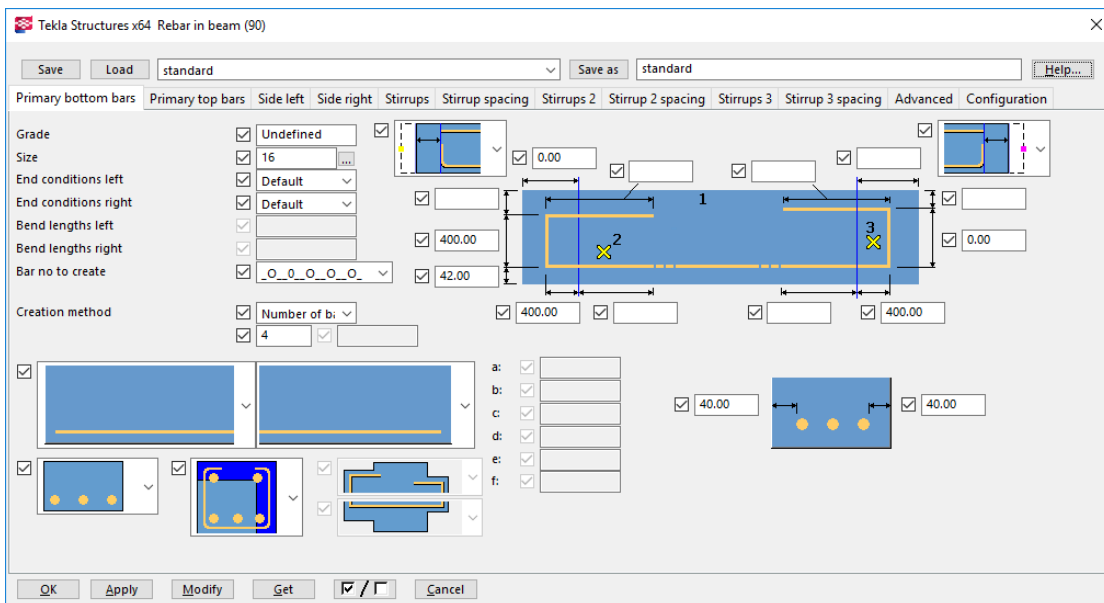 Tekla Structures x64 Rebar in beam (90)
Save Load standard Save as standard Help...
Primary bottom bars Primary top bars Side left Side right Stirrups Stirrup spacing Stirrups 2 Stirrup 2 spacing Stirrups 3 Stirrup 3 spacing Advanced Configuration
Grade Undefined
Size 16 ... 0.00
End conditions left Default
End conditions right Default 1
Bend lengths left
Bend lengths right 400.00 2 3 0.00
Bar no to create _O__0__O__O__O_ 42.00
Creation method Number of ba 400.00 400.00
4
a:
b:
c: 40.00 40.00
d:
e:
f:
OK Apply Modify Get / Cancel